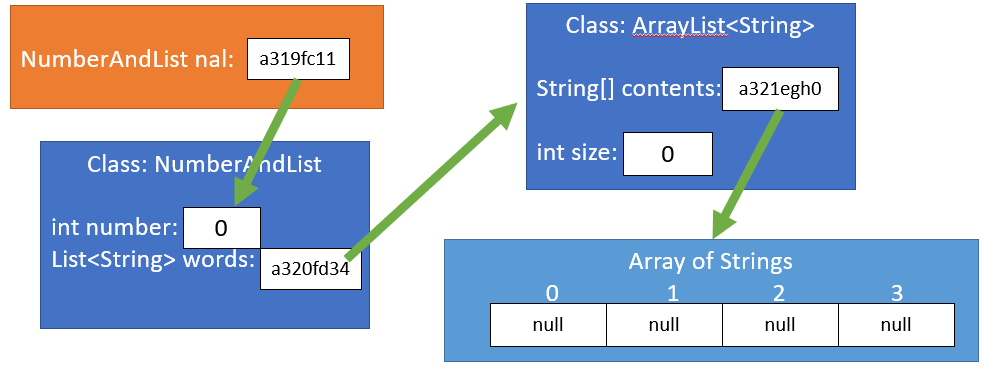 NumberAndList nal: a319fc11
Class: NumberAndList
int number: 0
List<String> words: a320fd34
Class: ArrayList<String>
String[] contents: a321egh0
int size: 0
Array of Strings
0 1 2 3
null null null null